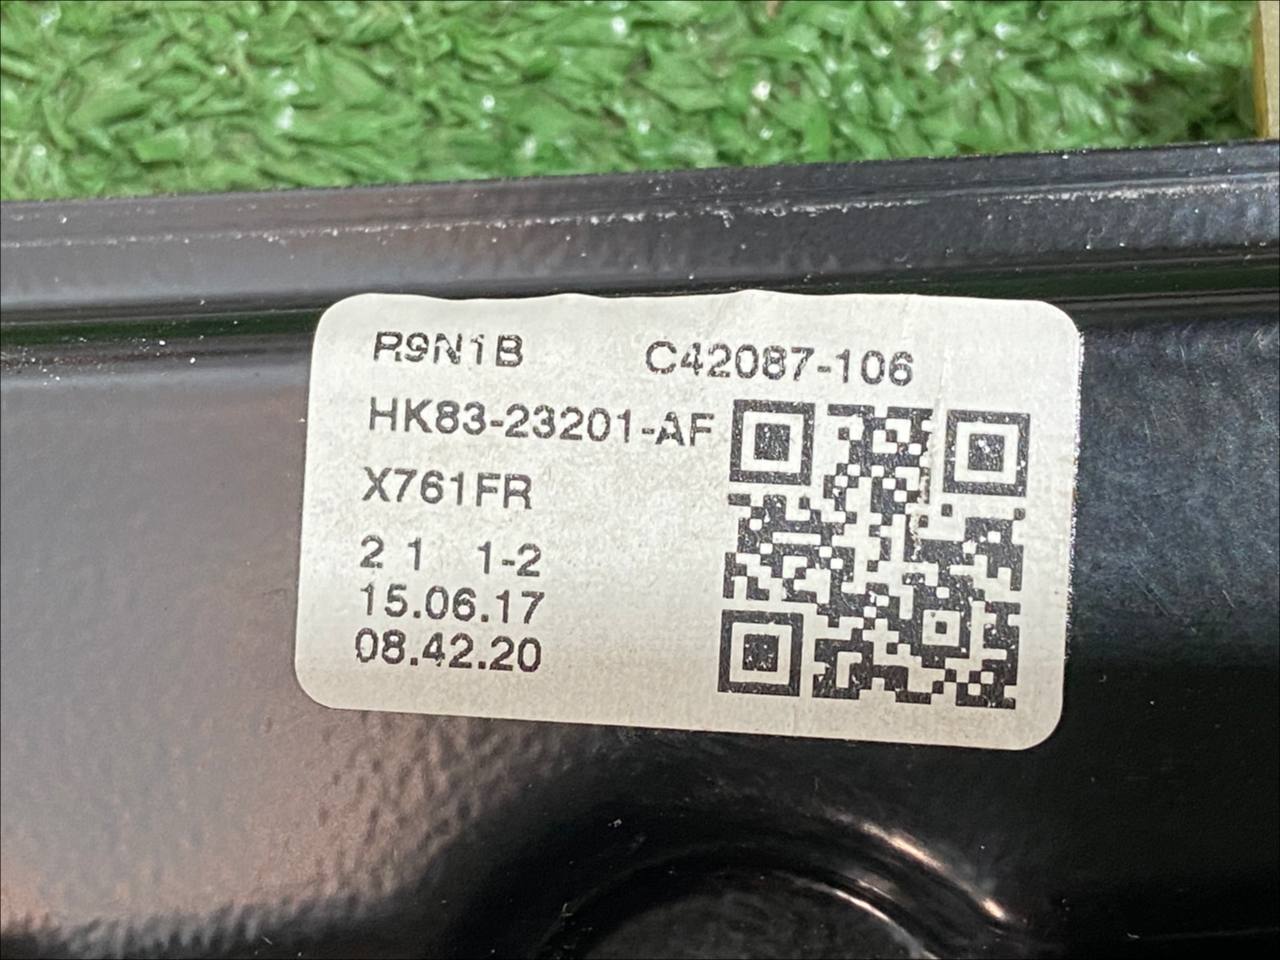 R9N1B C42087-106
HK83-23201-AF
X761FR
2 1 1-2
15.06.17
08.42.20